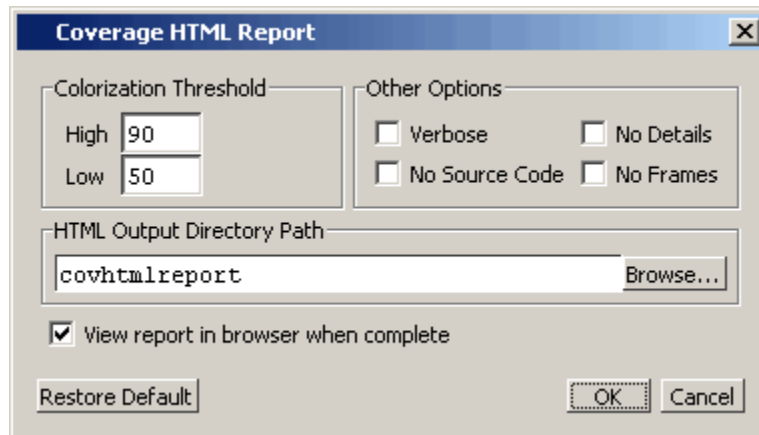 Coverage HTML Report
Colorization Threshold
High 90
Low 50
Other Options
Verbose No Details
No Source Code No Frames
HTML Output Directory Path
covhtmlreport Browse...
View report in browser when complete
Restore Default OK Cancel